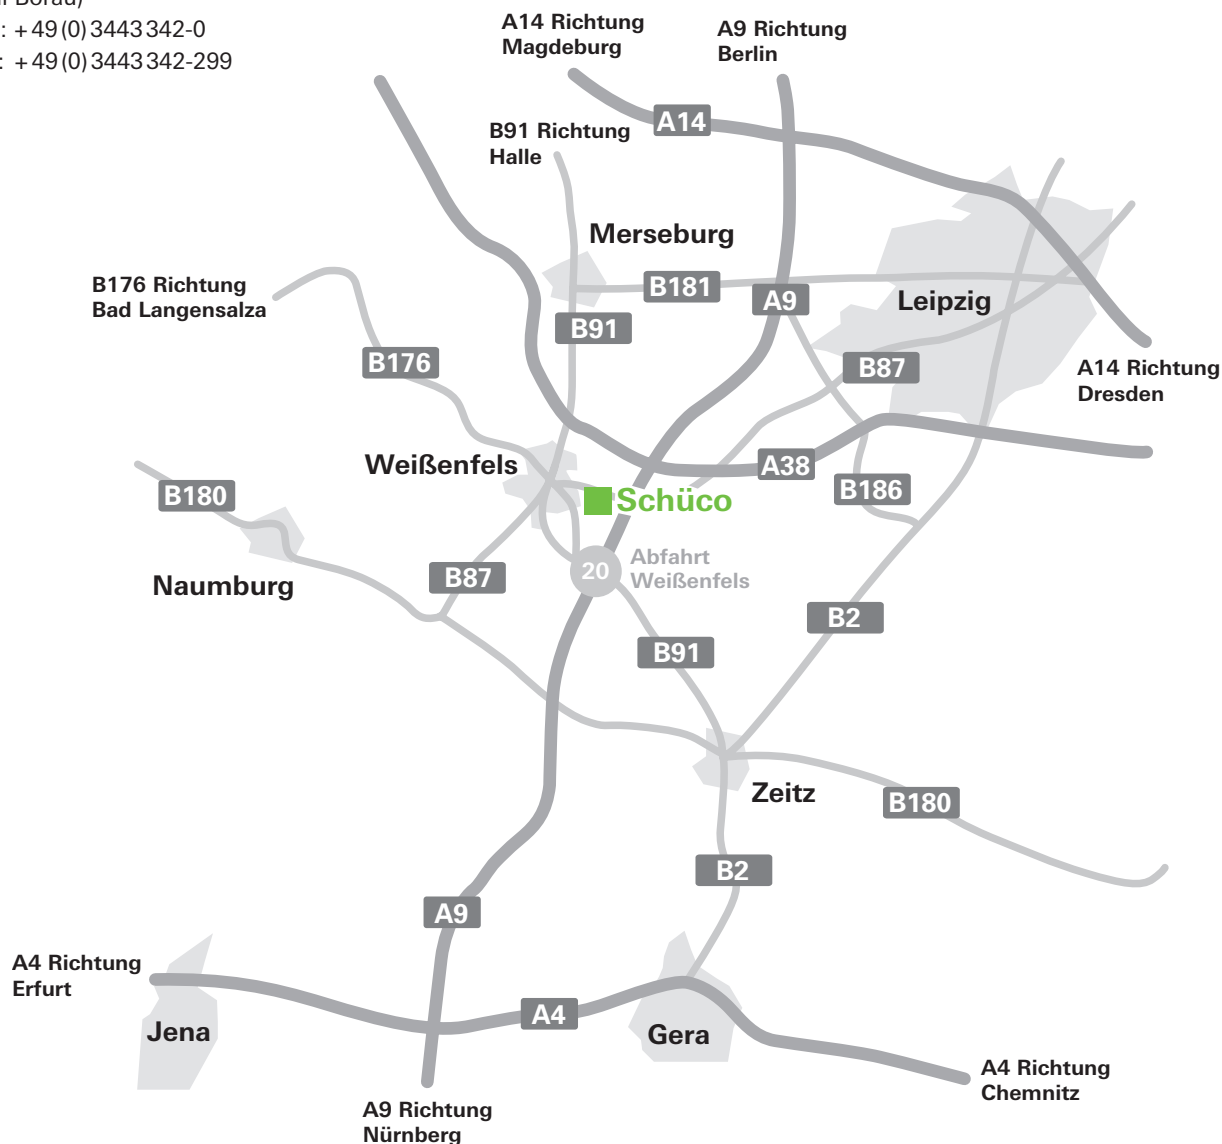 : +49 (0) 3443 342-0
: +49 (0) 3443 342-299
A14 Richtung
Magdeburg
A9 Richtung
Berlin
A14
B91 Richtung
Halle
Merseburg
B176 Richtung
Bad Langensalza
B181
A9
Leipzig
B91
B176
B87
A14 Richtung
Dresden
Weißenfels
A38
B180
B186
Schüco
Abfahrt
Weißenfels
20
Naumburg
B87
B2
B91
Zeitz
B180
B2
A9
A4 Richtung
Erfurt
A4
Jena
Gera
A4 Richtung
Chemnitz
A9 Richtung
Nürnberg